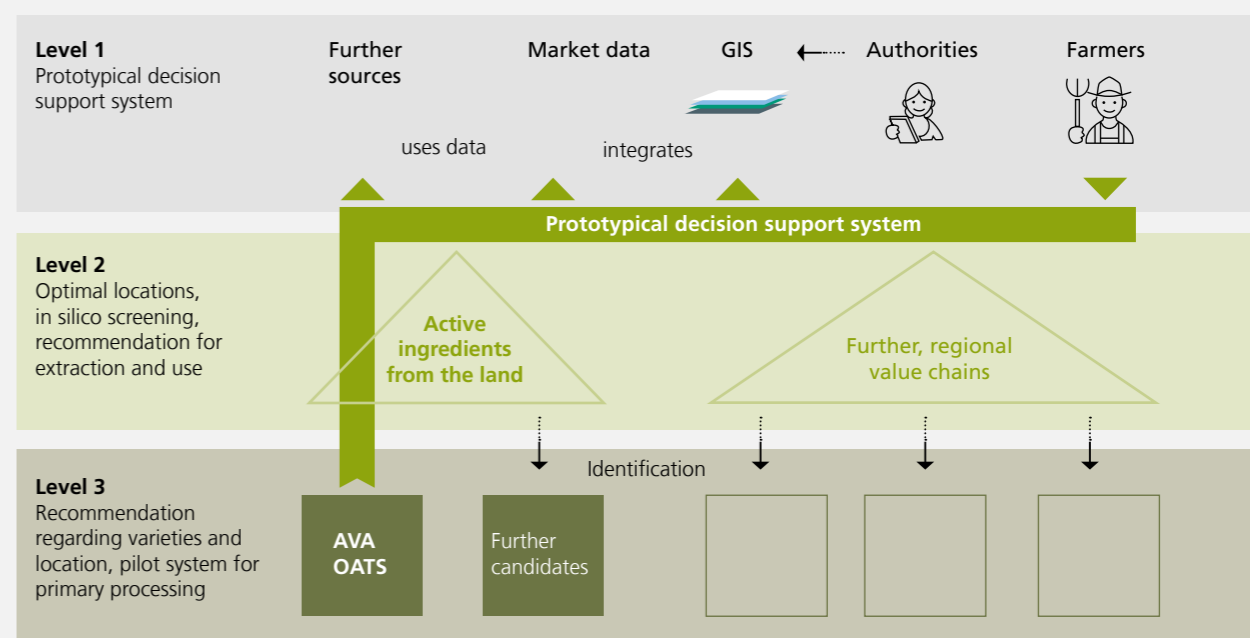 Level 1
Prototypical decision
support system
Further
sources
Market data
GIS
Authorities
Farmers
uses data
integrates
Prototypical decision support system
Level 2
Optimal locations,
in silico screening,
recommendation for
extraction and use
Active
ingredients
from the land
Further, regional
value chains
Identification
Level 3
Recommendation
regarding varieties and
location, pilot system for
primary processing
AVA
OATS
Further
candidates